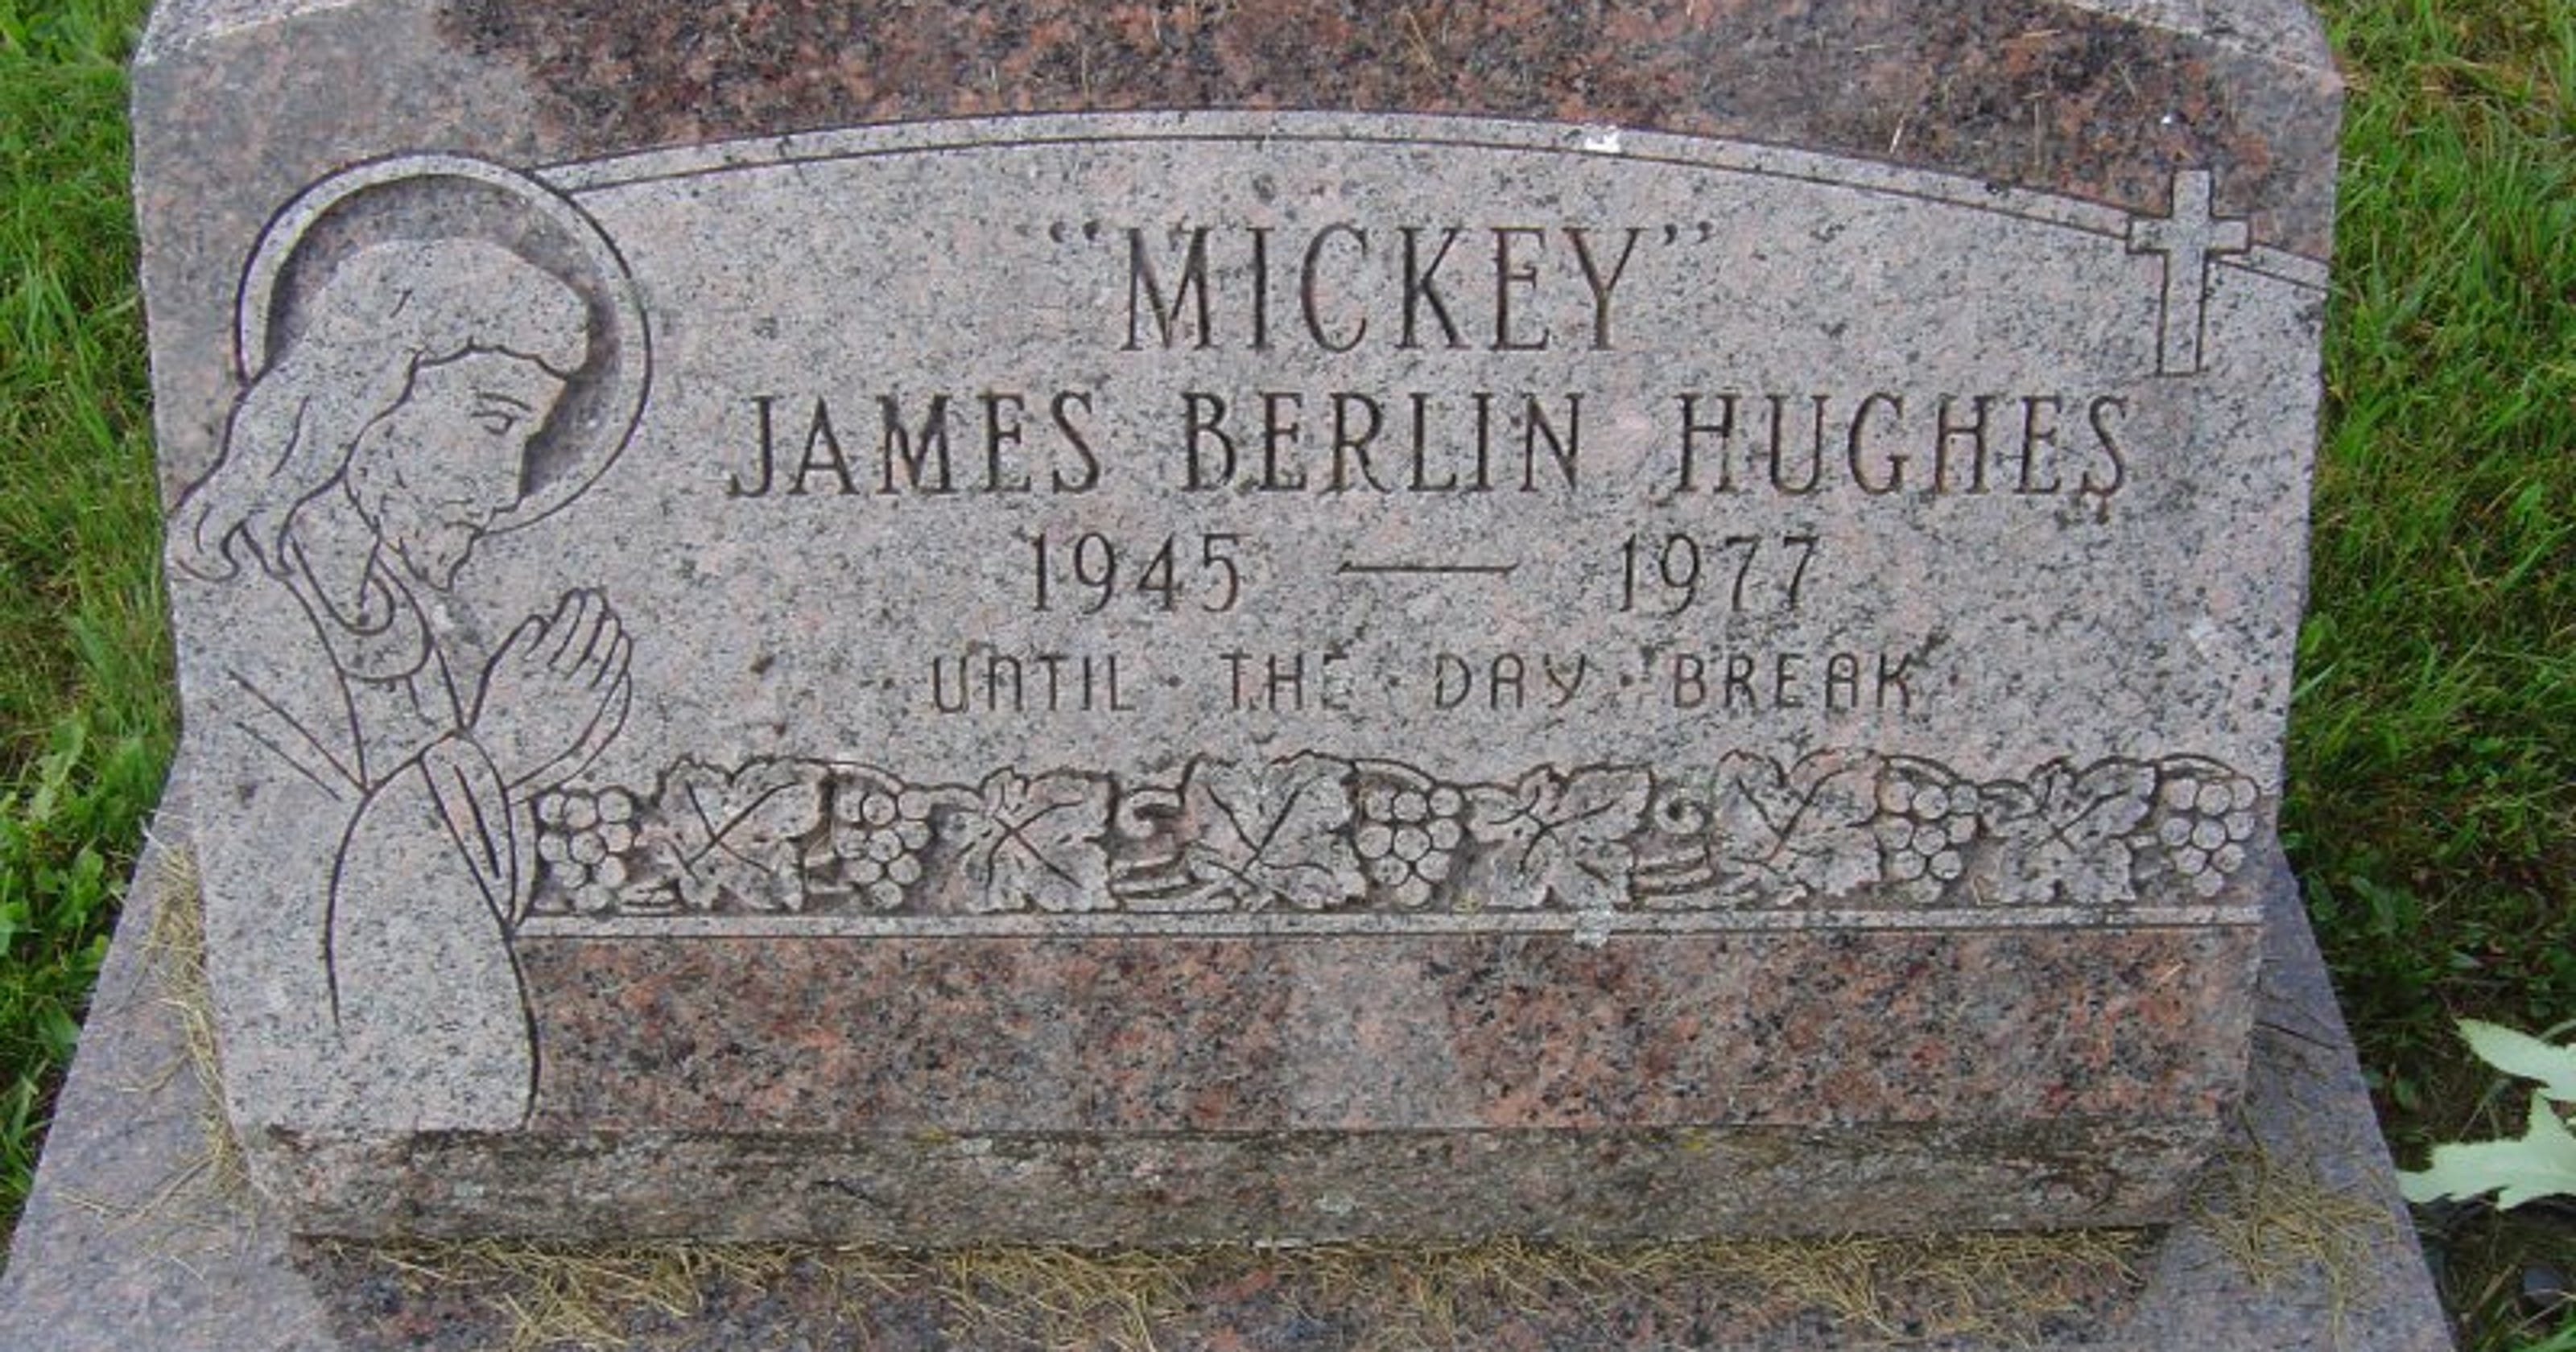 “MICKEY”
JAMES BERLIN HUGHES
1945 — 1977
UNTIL THE DAY BREAK